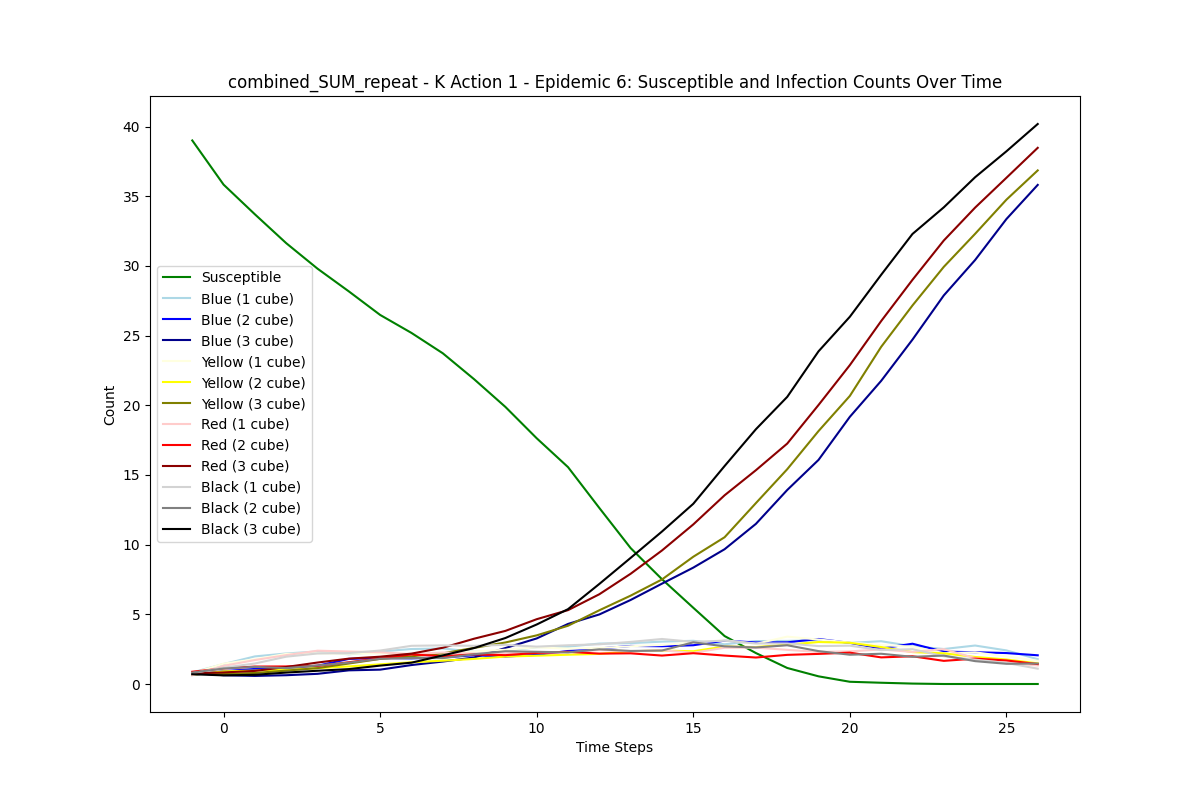 combined_SUM_repeat - K Action 1 - Epidemic 6: Susceptible and Infection Counts Over Time
40
35
30
25
20
15
10
5
0
Count
Susceptible
Blue (1 cube)
Blue (2 cube)
Blue (3 cube)
Yellow (1 cube)
Yellow (2 cube)
Yellow (3 cube)
Red (1 cube)
Red (2 cube)
Red (3 cube)
Black (1 cube)
Black (2 cube)
Black (3 cube)
0 5 10 15 20 25
Time Steps